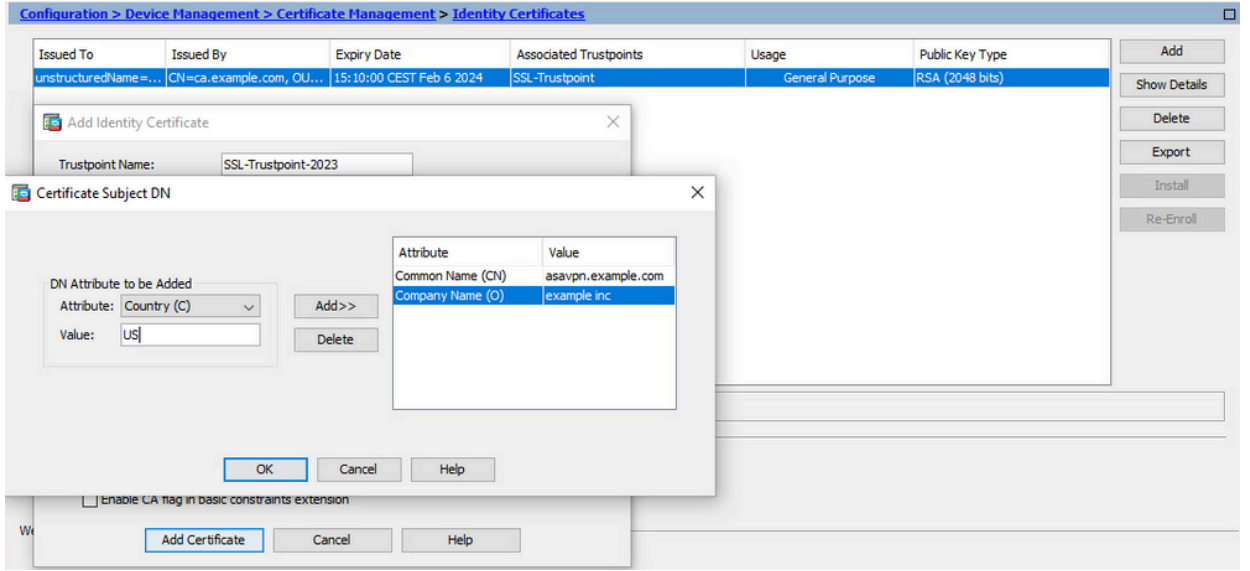 Configuration > Device Management > Certificate Management > Identity Certificates
Issued To Issued By Expiry Date Associated Trustpoints Usage Public Key Type
unstructuredName=... CN=ca.example.com, OU... 15:10:00 CEST Feb 6 2024 SSL-Trustpoint General Purpose RSA (2048 bits)
Add
Show Details
Delete
Export
Install
Re-Enroll
Add Identity Certificate
Trustpoint Name: SSL-Trustpoint-2023
Certificate Subject DN
DN Attribute to be Added
Attribute: Country (C)
Value: US
Add>>
Delete
Attribute Value
Common Name (CN) asavpn.example.com
Company Name (O) example inc
OK Cancel Help
Enable CA flag in basic constraints extension
Add Certificate Cancel Help